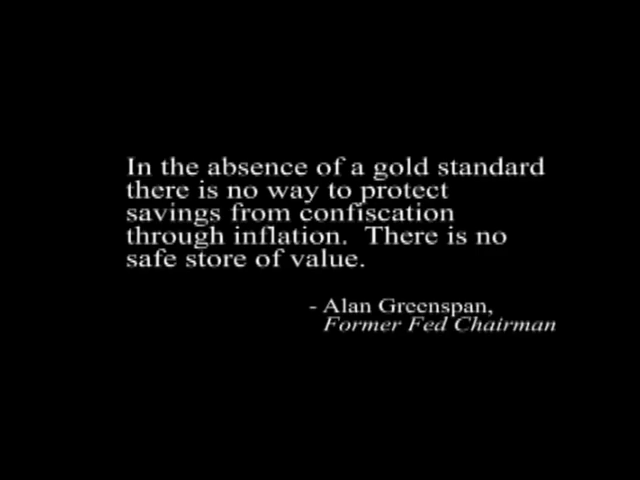 In the absence of a gold standard
there is no way to protect
savings from confiscation
through inflation.  There is no
safe store of value.
- Alan Greenspan,
Former Fed Chairman